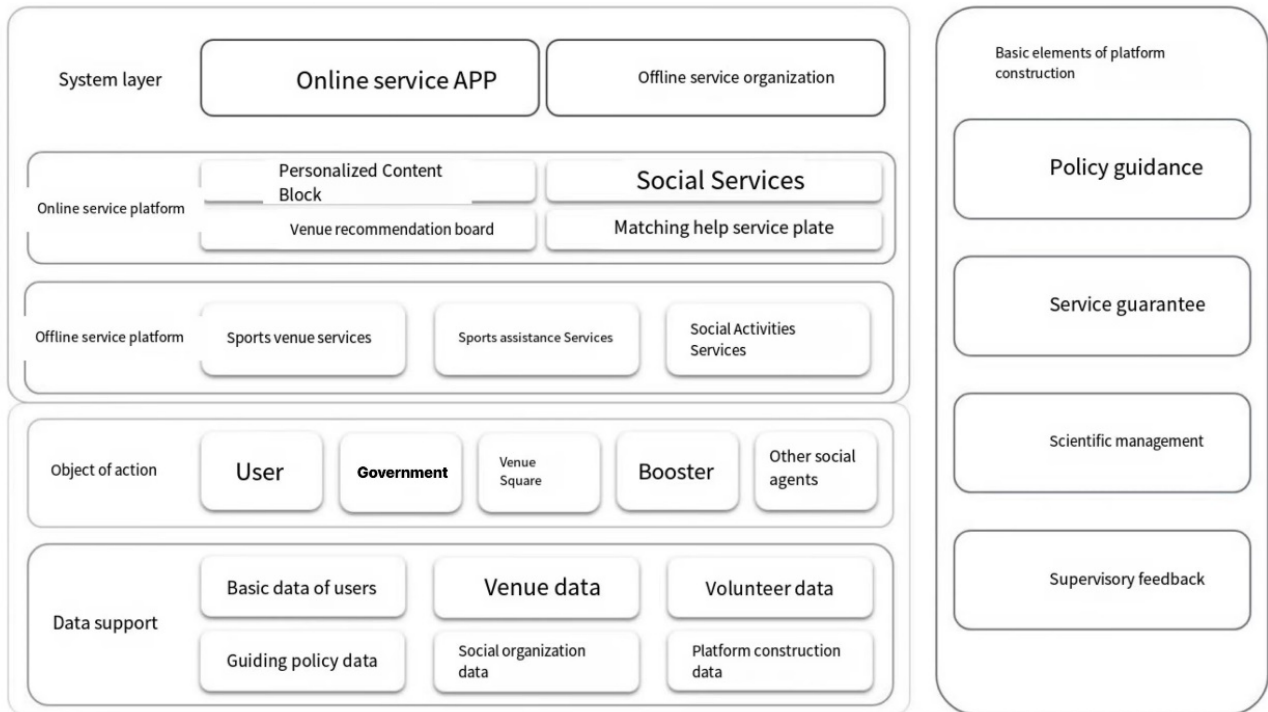 System layer
Online service APP
Offline service organization
Online service platform
Personalized Content
Block
Social Services
Venue recommendation board
Matching help service plate
Offline service platform
Sports venue services
Sports assistance Services
Social Activities
Services
Object of action
User
Government
Venue
Square
Booster
Other social
agents
Data support
Basic data of users
Venue data
Volunteer data
Guiding policy data
Social organization
data
Platform construction
data
Basic elements of platform
construction
Policy guidance
Service guarantee
Scientific management
Supervisory feedback